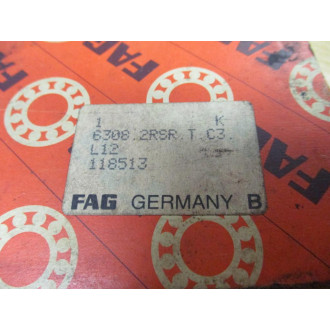 FAG
1 K
6308.2RSR.T.C3.
L12
118513
FAG GERMANY B
FAG